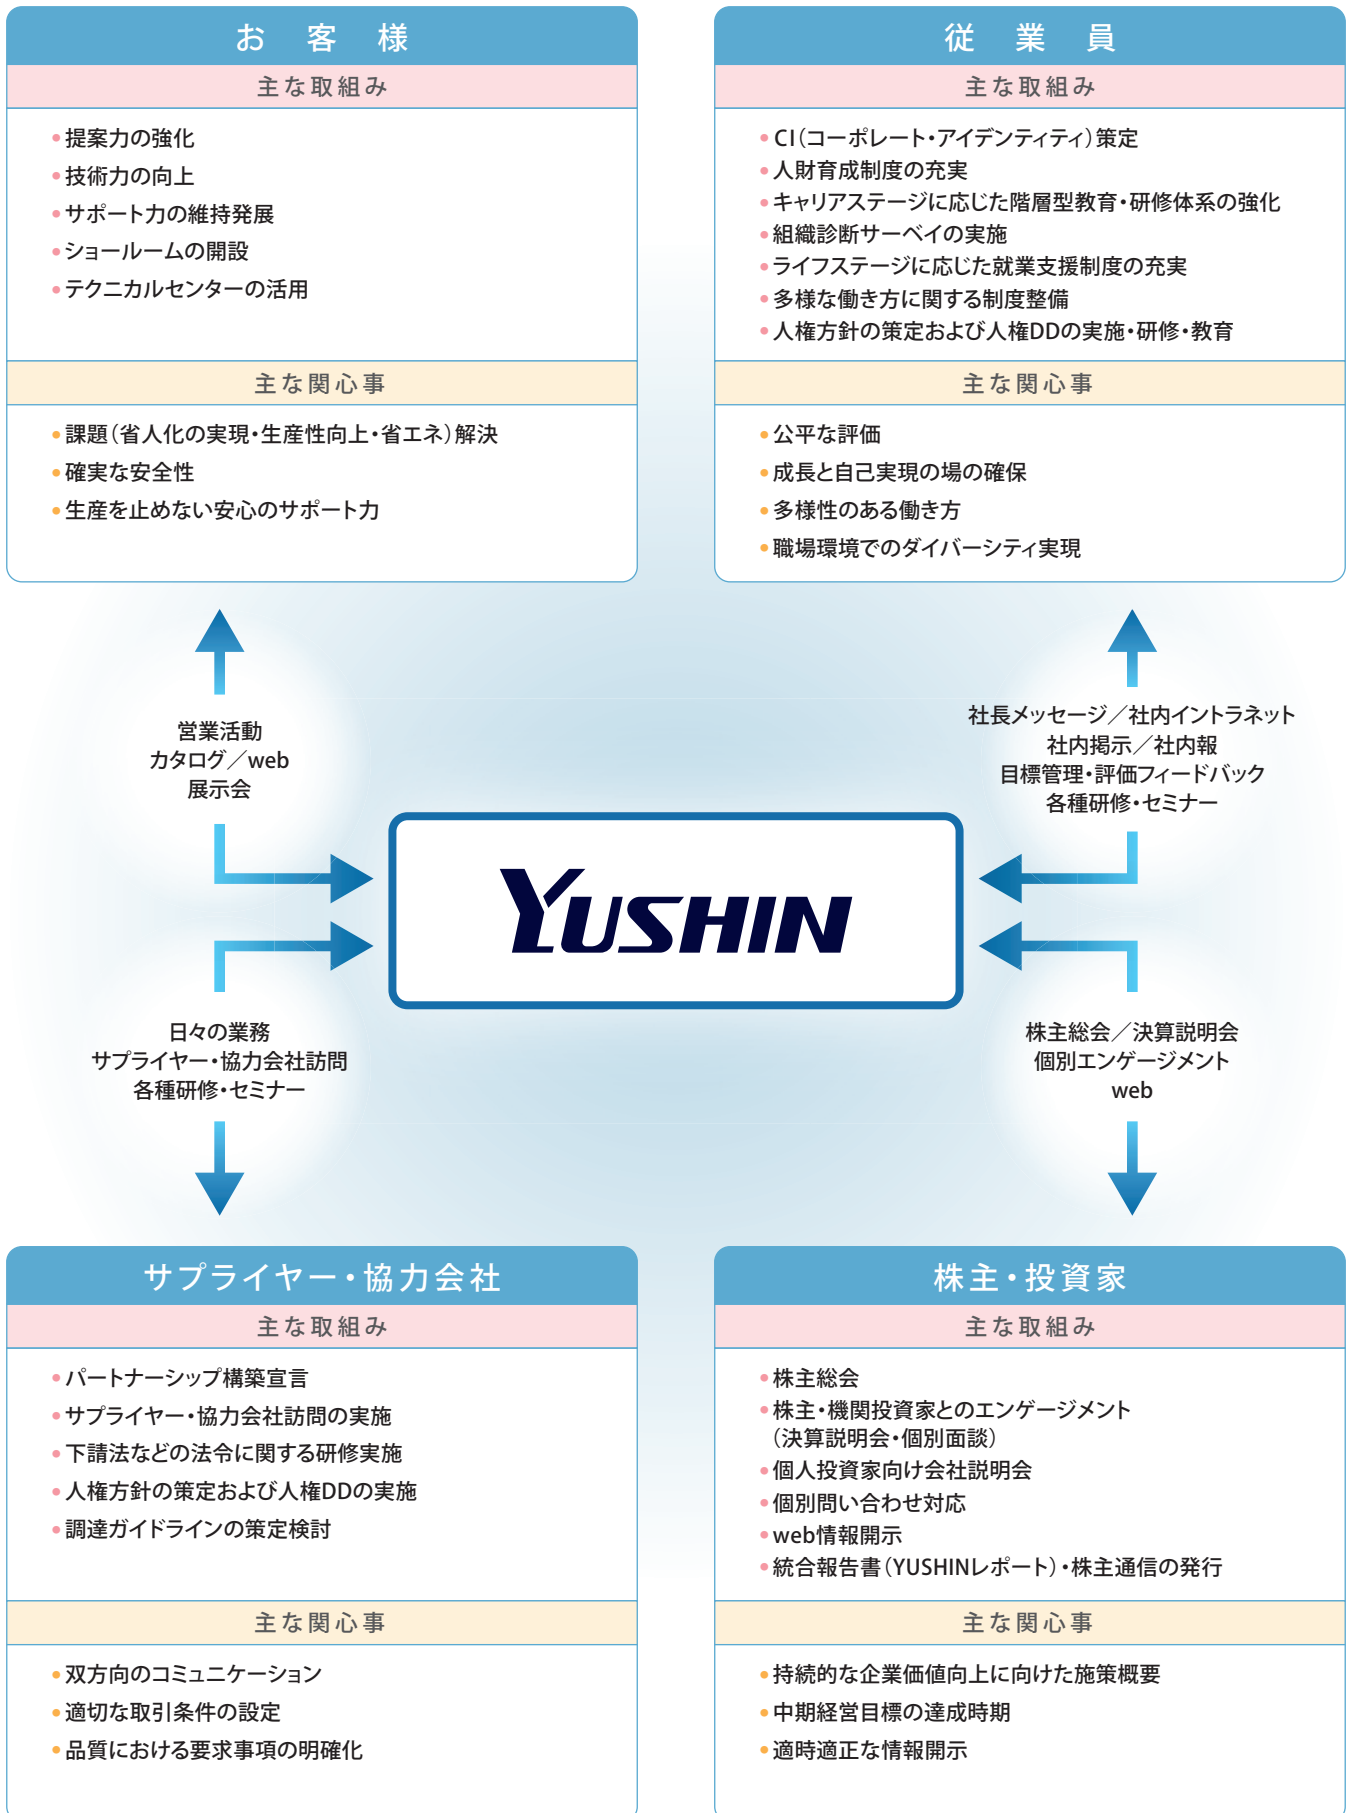 お客様
主な取組み
•提案力の強化
•技術力の向上
•サポート力の維持発展
•ショールームの開設
•テクニカルセンターの活用
主な関心事
•課題（省人化の実現・生産性向上・省エネ）解決
•確実な安全性
•生産を止めない安心のサポート力
従業員
主な取組み
•CI（コーポレート・アイデンティティ）策定
•人財育成制度の充実
•キャリアステージに応じた階層型教育・研修体系の強化
•組織診断サーベイの実施
•ライフステージに応じた就業支援制度の充実
•多様な働き方に関する制度整備
•人権方針の策定および人権DDの実施・研修・教育
主な関心事
•公平な評価
•成長と自己実現の場の確保
•多様性のある働き方
•職場環境でのダイバーシティ実現
営業活動
カタログ／web
展示会
社長メッセージ／社内イントラネット
社内掲示／社内報
目標管理・評価フィードバック
各種研修・セミナー
YUSHIN
日々の業務
サプライヤー・協力会社訪問
各種研修・セミナー
株主総会／決算説明会
個別エンゲージメント
web
サプライヤー・協力会社
主な取組み
•パートナーシップ構築宣言
•サプライヤー・協力会社訪問の実施
•下請法などの法令に関する研修実施
•人権方針の策定および人権DDの実施
•調達ガイドラインの策定検討
主な関心事
•双方向のコミュニケーション
•適切な取引条件の設定
•品質における要求事項の明確化
株主・投資家
主な取組み
•株主総会
•株主・機関投資家とのエンゲージメント
（決算説明会・個別面談）
•個人投資家向け会社説明会
•個別問い合わせ対応
•web情報開示
•統合報告書（YUSHINレポート）・株主通信の発行
主な関心事
•持続的な企業価値向上に向けた施策概要
•中期経営目標の達成時期
•適時適正な情報開示